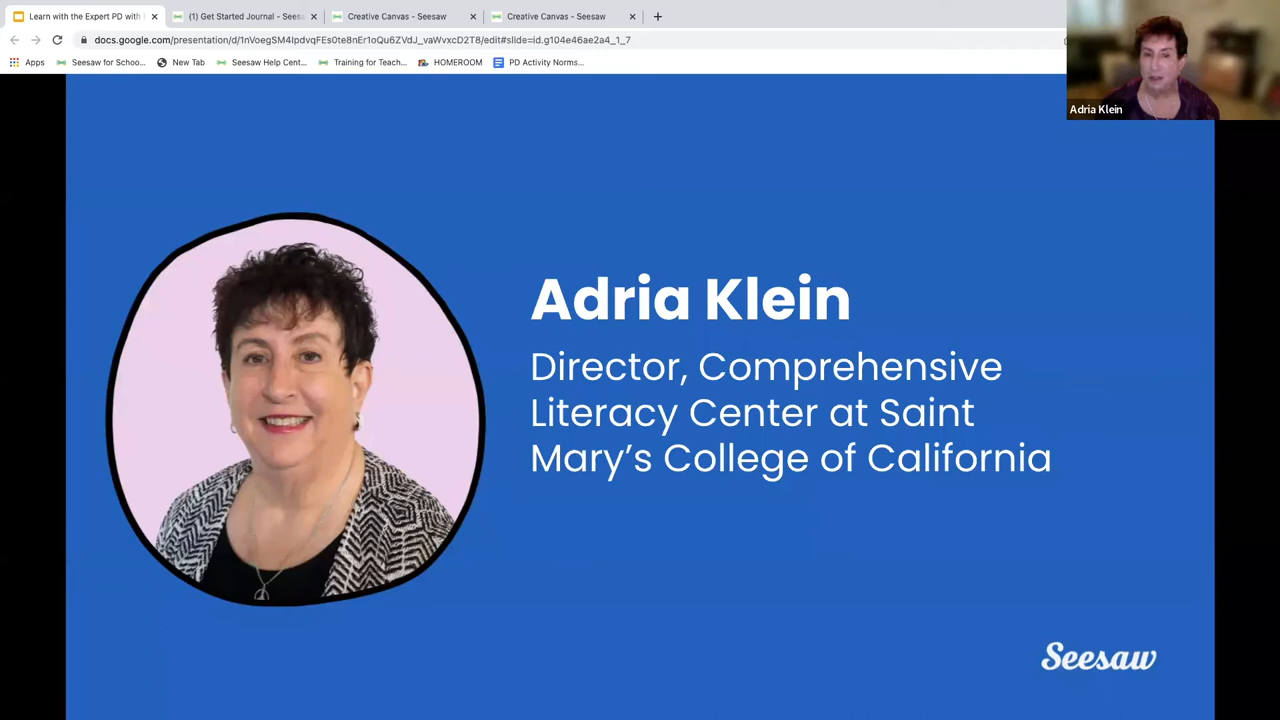 Learn with the Expert PD with
(1) Get Started Journal - Sees
Creative Canvas - Seesaw
Creative Canvas - Seesaw
docs.google.com/presentation/d/1nVoegSM4IpdvqFEs0te8nEr1oQu6ZVdJ_vaWvxcD2T8/edit#slide=id.g104e46ae2a4_1_7
Apps
Seesaw for Schoo...
New Tab
Seesaw Help Cent...
Training for Teach...
HOMEROOM
PD Activity Norms...
Adria Klein
Adria Klein
Director, Comprehensive
Literacy Center at Saint
Mary’s College of California
Seesaw